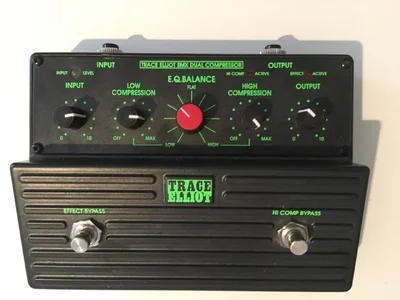 INPUT
OUTPUT
TRACE ELLIOT SMX DUAL COMPRESSOR
INPUT LEVEL
E.Q.BALANCE
HI COMP ACTIVE
EFFECT ACTIVE
INPUT
LOW COMPRESSION
FLAT
HIGH COMPRESSION
OUTPUT
0 10
OFF MAX
LOW HIGH
OFF MAX
0 10
TRACE
ELLIOT
EFFECT BYPASS
HI COMP BYPASS